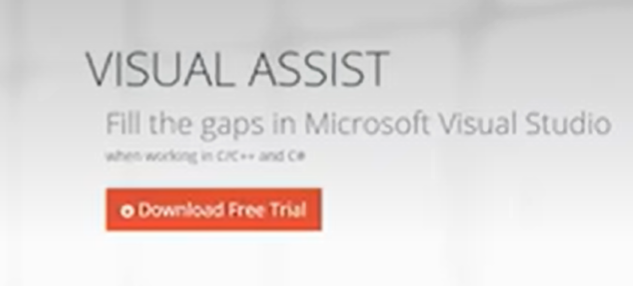 VISUAL ASSIST
Fill the gaps in Microsoft Visual Studio
when working in C/C++ and C#
Download Free Trial